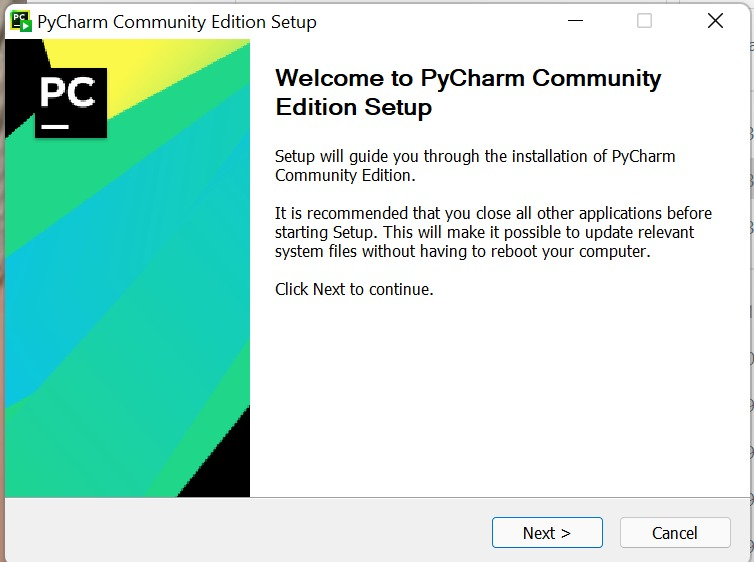 PyCharm Community Edition Setup
PC
Welcome to PyCharm Community
Edition Setup
Setup will guide you through the installation of PyCharm
Community Edition.
It is recommended that you close all other applications before
starting Setup. This will make it possible to update relevant
system files without having to reboot your computer.
Click Next to continue.
Next >
Cancel